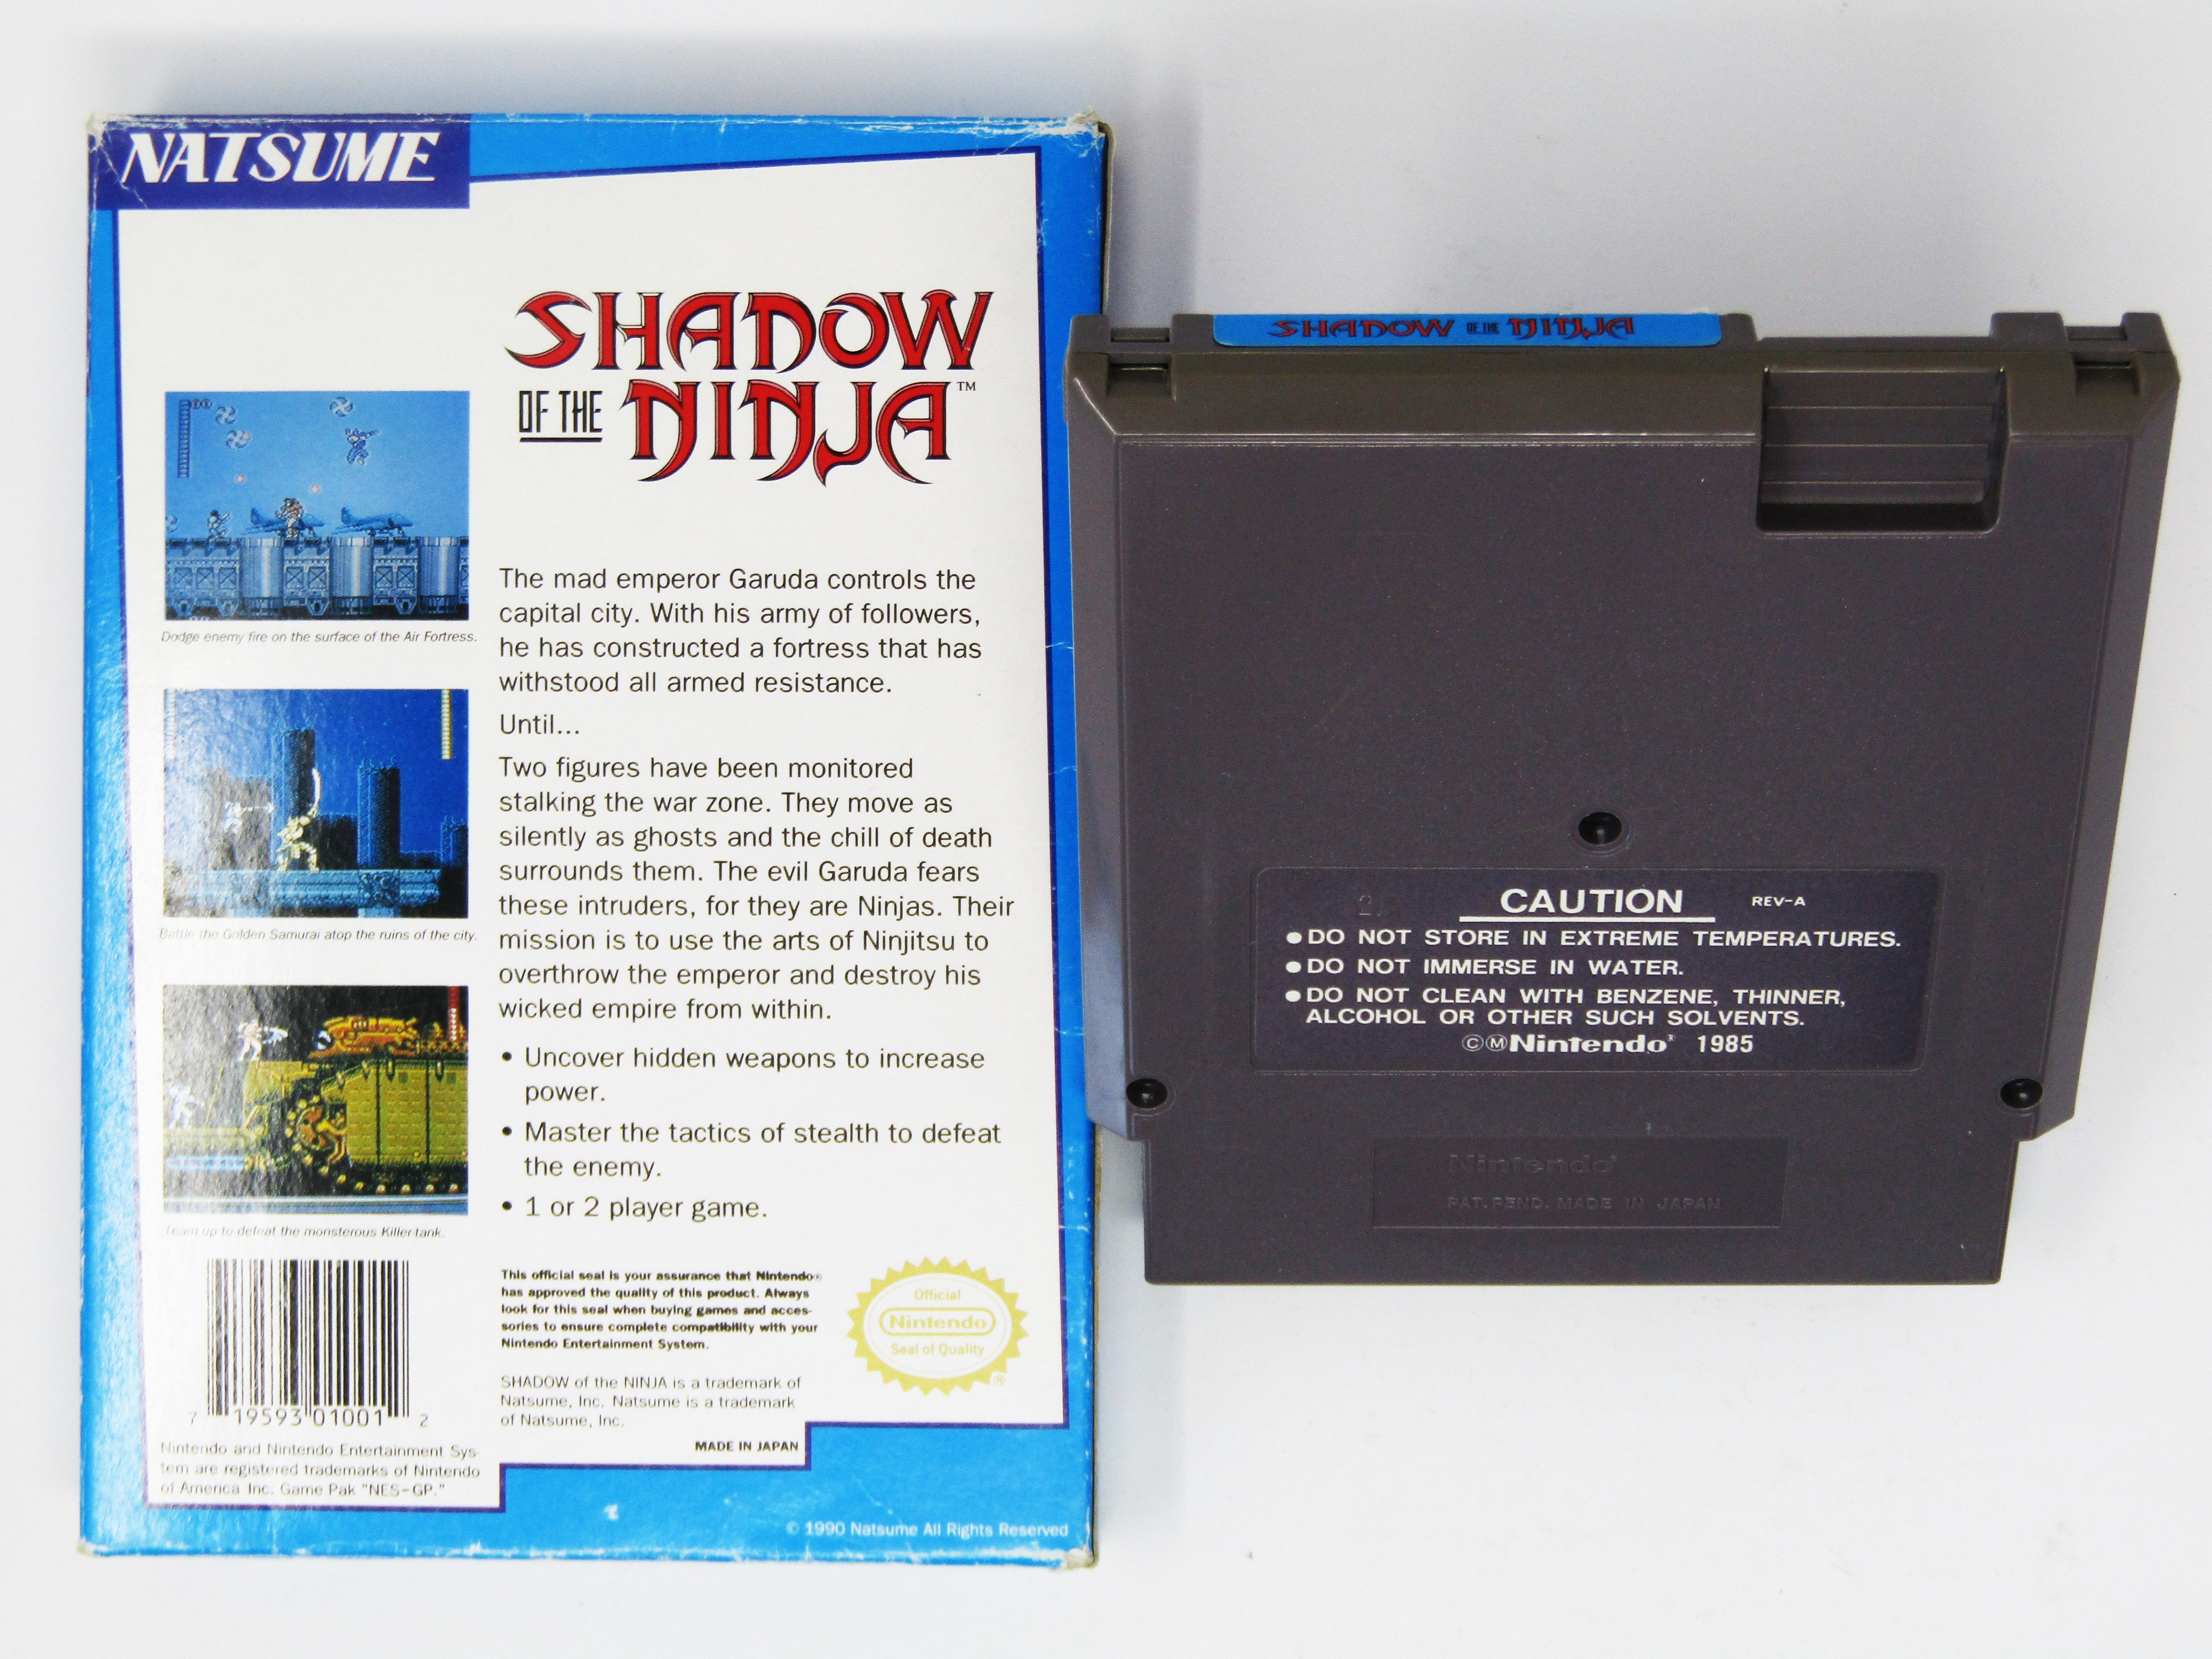 NATSUME
SHADOW
OF THE NINJA™
Dodge enemy fire on the surface of the Air Fortress.
Battle the Golden Samurai atop the ruins of the city.
Team up to defeat the monsterous Killer-tank.
The mad emperor Garuda controls the
capital city. With his army of followers,
he has constructed a fortress that has
withstood all armed resistance.
Until...
Two figures have been monitored
stalking the war zone. They move as
silently as ghosts and the chill of death
surrounds them. The evil Garuda fears
these intruders, for they are Ninjas. Their
mission is to use the arts of Ninjitsu to
overthrow the emperor and destroy his
wicked empire from within.
• Uncover hidden weapons to increase
power.
• Master the tactics of stealth to defeat
the enemy.
• 1 or 2 player game.
This official seal is your assurance that Nintendo®
has approved the quality of this product. Always
look for this seal when buying games and acces-
sories to ensure complete compatibility with your
Nintendo Entertainment System.
Official
Nintendo
Seal of Quality
®
SHADOW of the NINJA is a trademark of
Natsume, Inc. Natsume is a trademark
of Natsume, Inc.
MADE IN JAPAN
7 19593 01001 2
Nintendo and Nintendo Entertainment Sys-
tem are registered trademarks of Nintendo
of America Inc. Game Pak "NES-GP."
© 1990 Natsume All Rights Reserved
SHADOW OF THE NINJA
CAUTION REV-A
● DO NOT STORE IN EXTREME TEMPERATURES.
● DO NOT IMMERSE IN WATER.
● DO NOT CLEAN WITH BENZENE, THINNER,
ALCOHOL OR OTHER SUCH SOLVENTS.
©ⓂNintendo® 1985
Nintendo®
PAT. PEND. MADE IN JAPAN